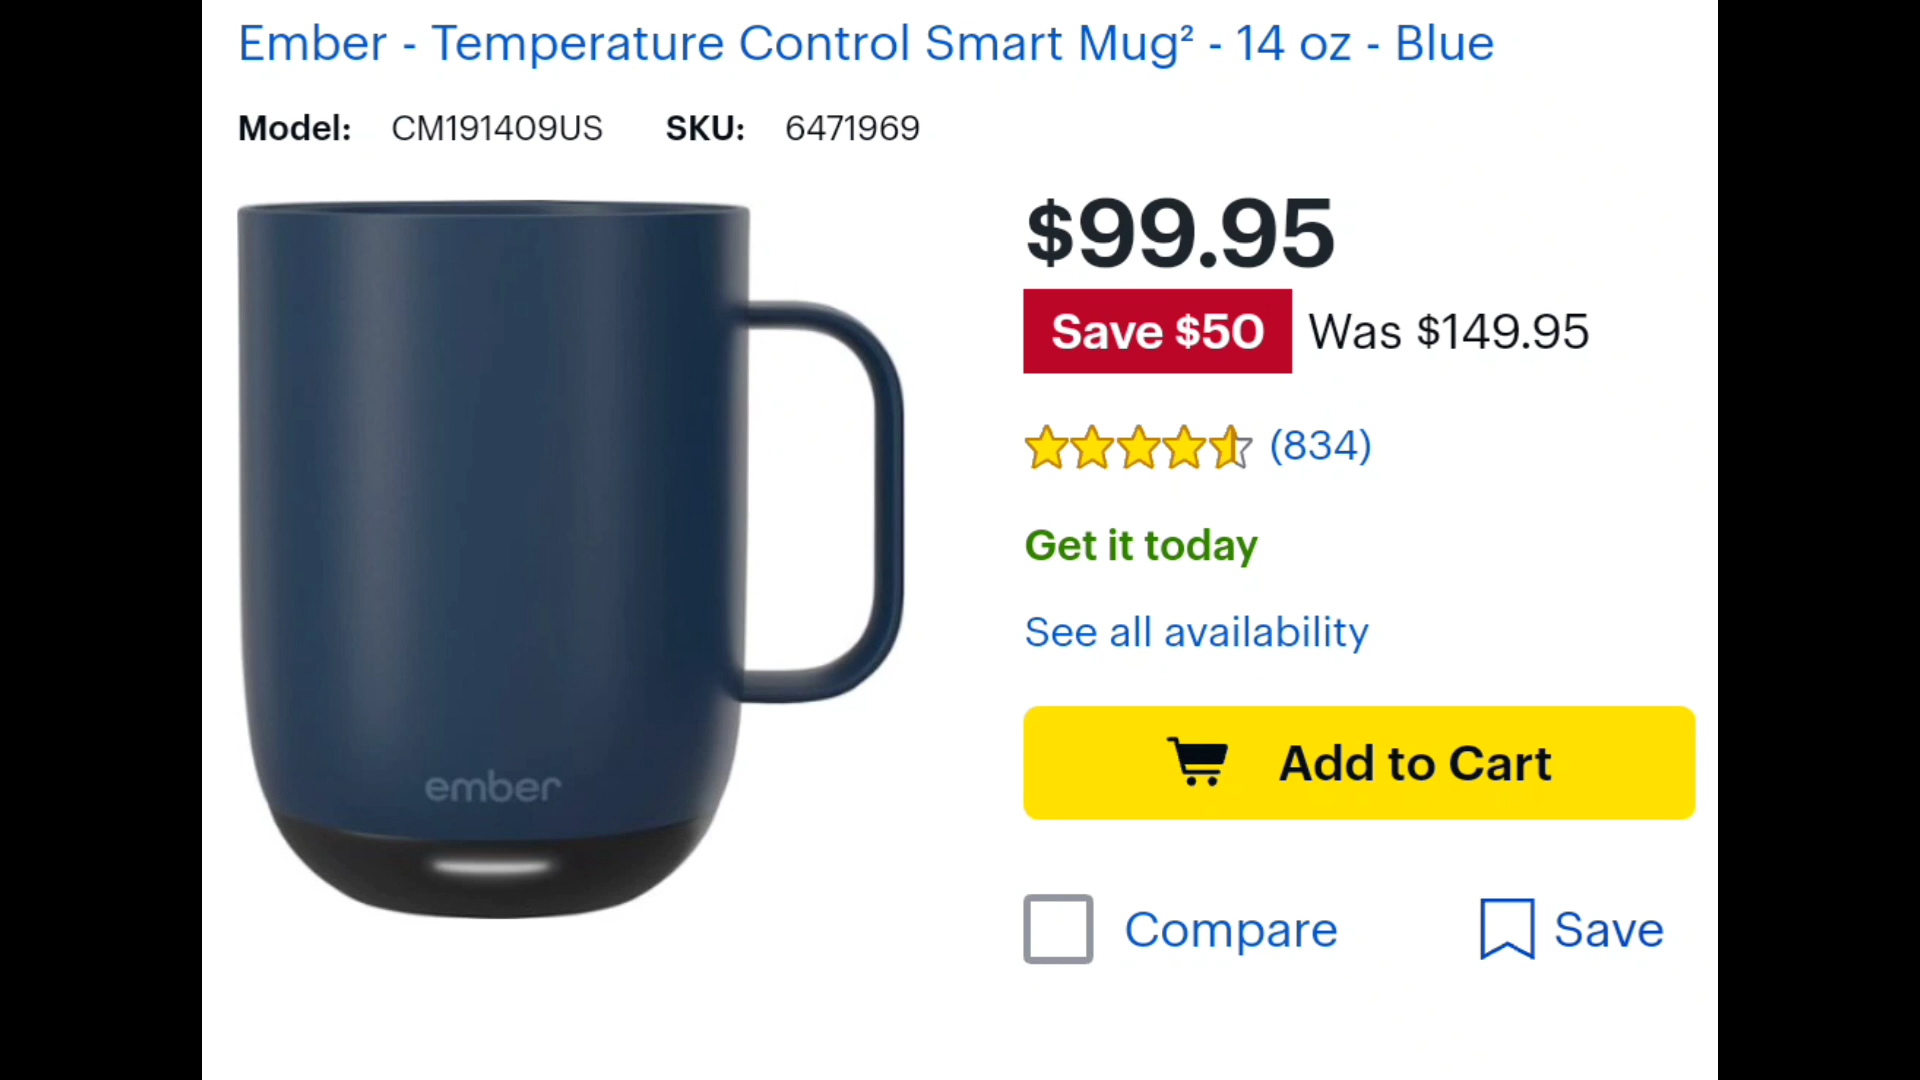 Ember - Temperature Control Smart Mug² - 14 oz - Blue
Model: CM191409US SKU: 6471969
$99.95
Save $50 Was $149.95
(834)
Get it today
See all availability
Add to Cart
ember
Compare Save